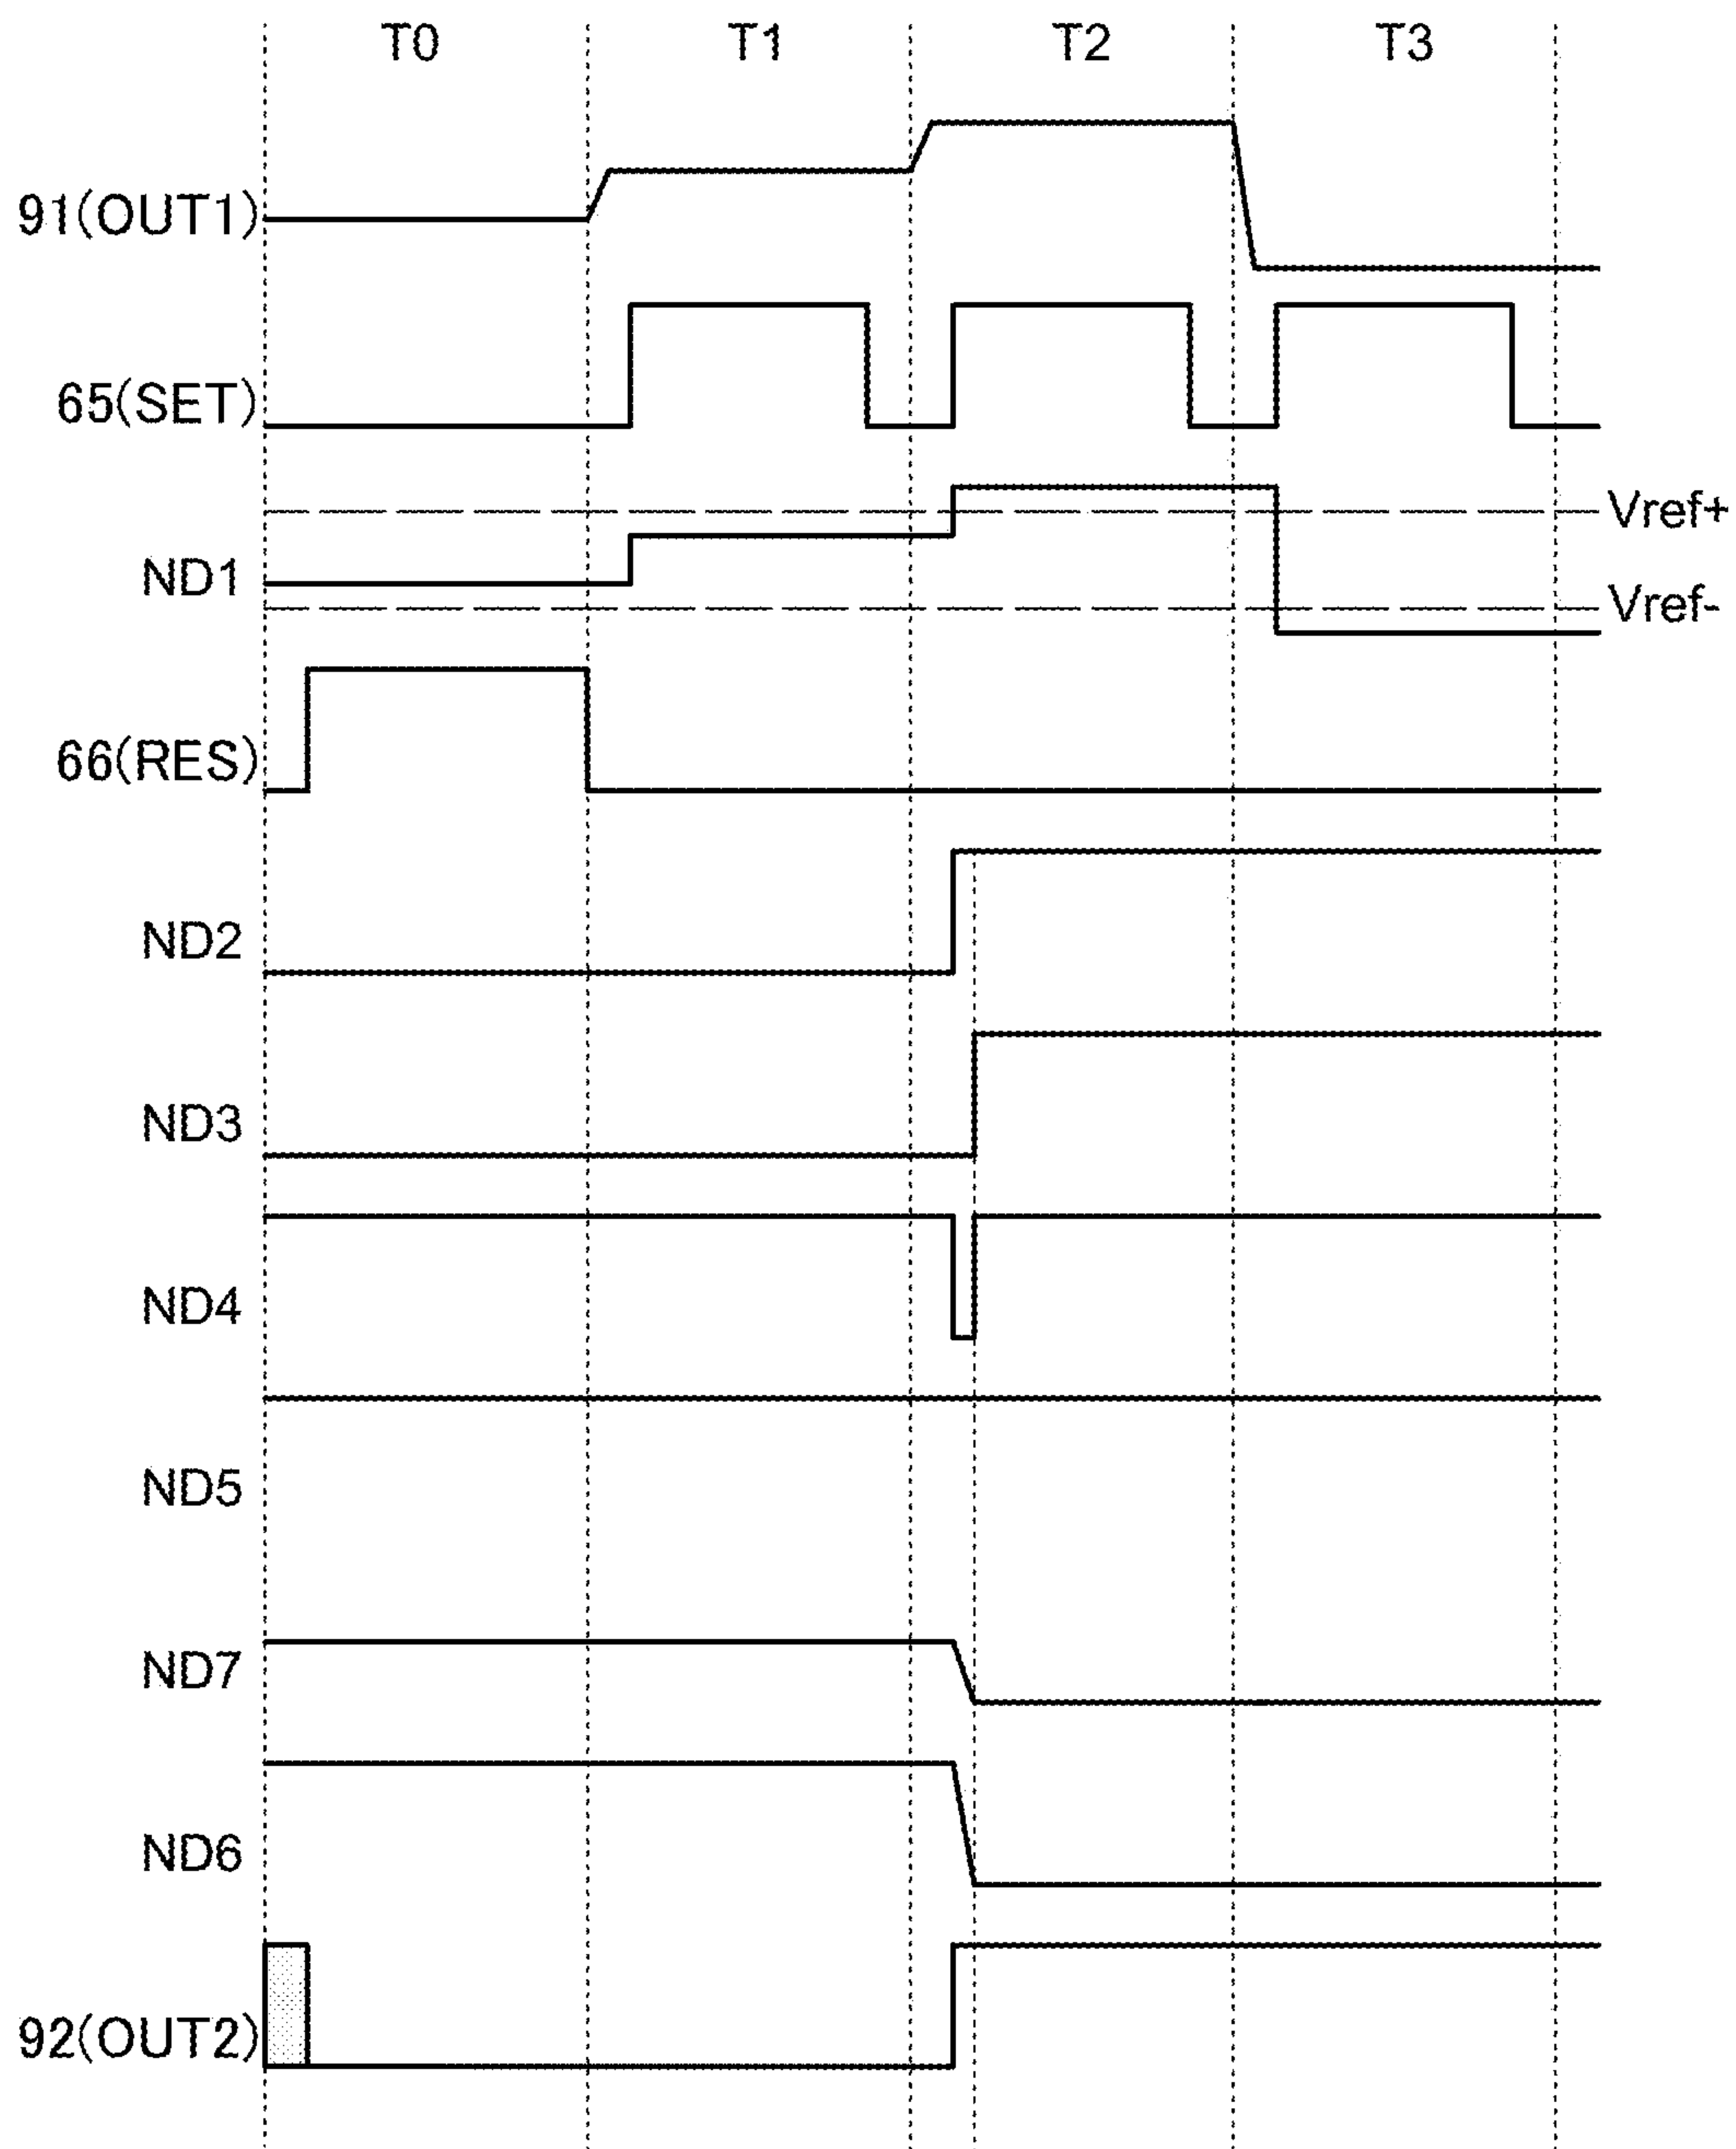 T0 T1 T2 T3
91(OUT1)
65(SET)
Vref+
ND1
Vref-
66(RES)
ND2
ND3
ND4
ND5
ND7
ND6
92(OUT2)